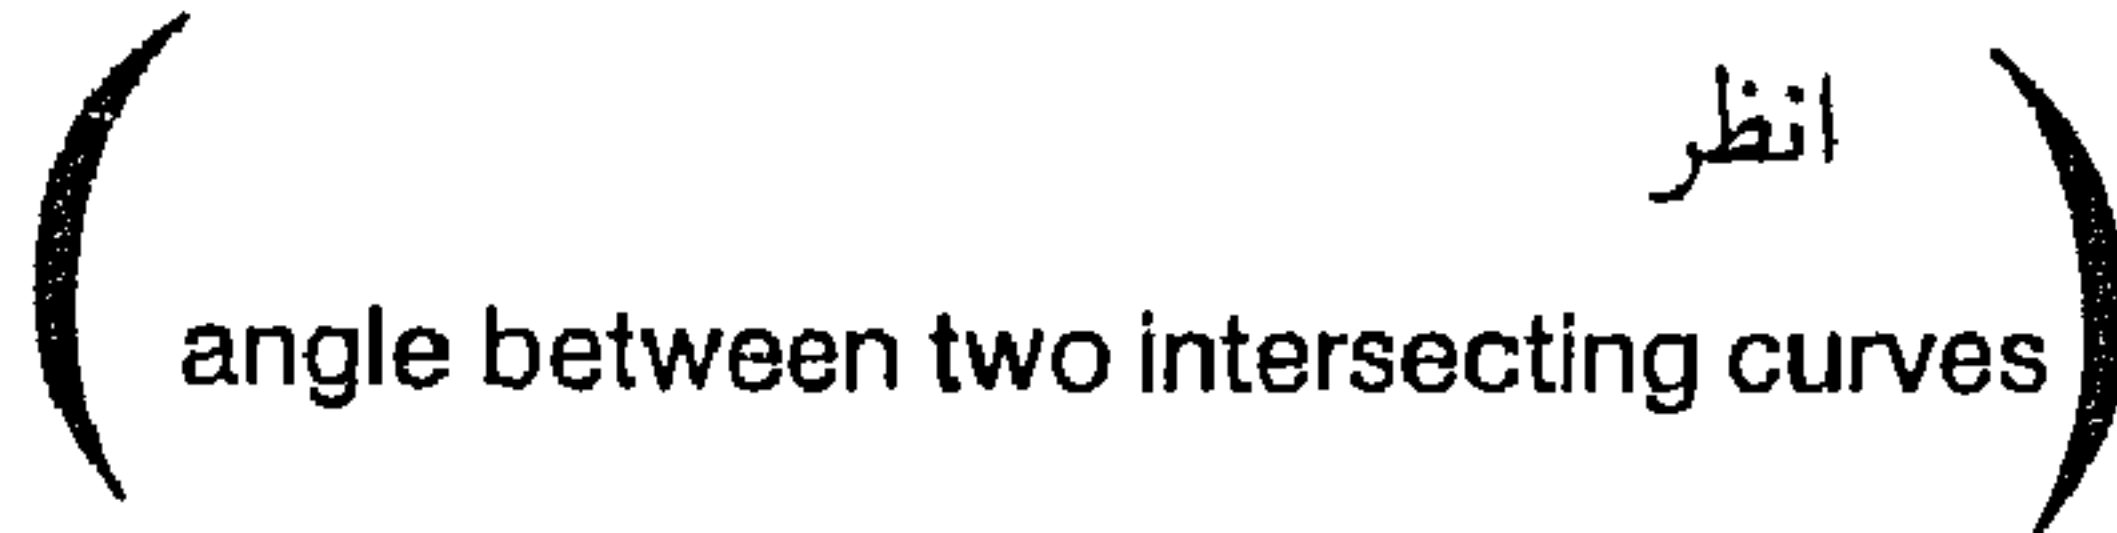 ( انظر
angle between two intersecting curves )